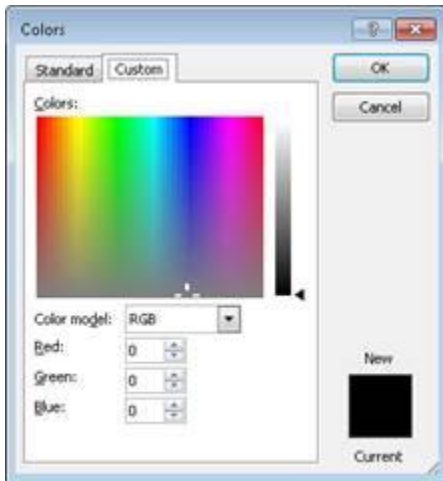 Colors
Standard Custom
OK
Cancel
Colors:
Color model: RGB
Red: 0
Green: 0
Blue: 0
New
Current